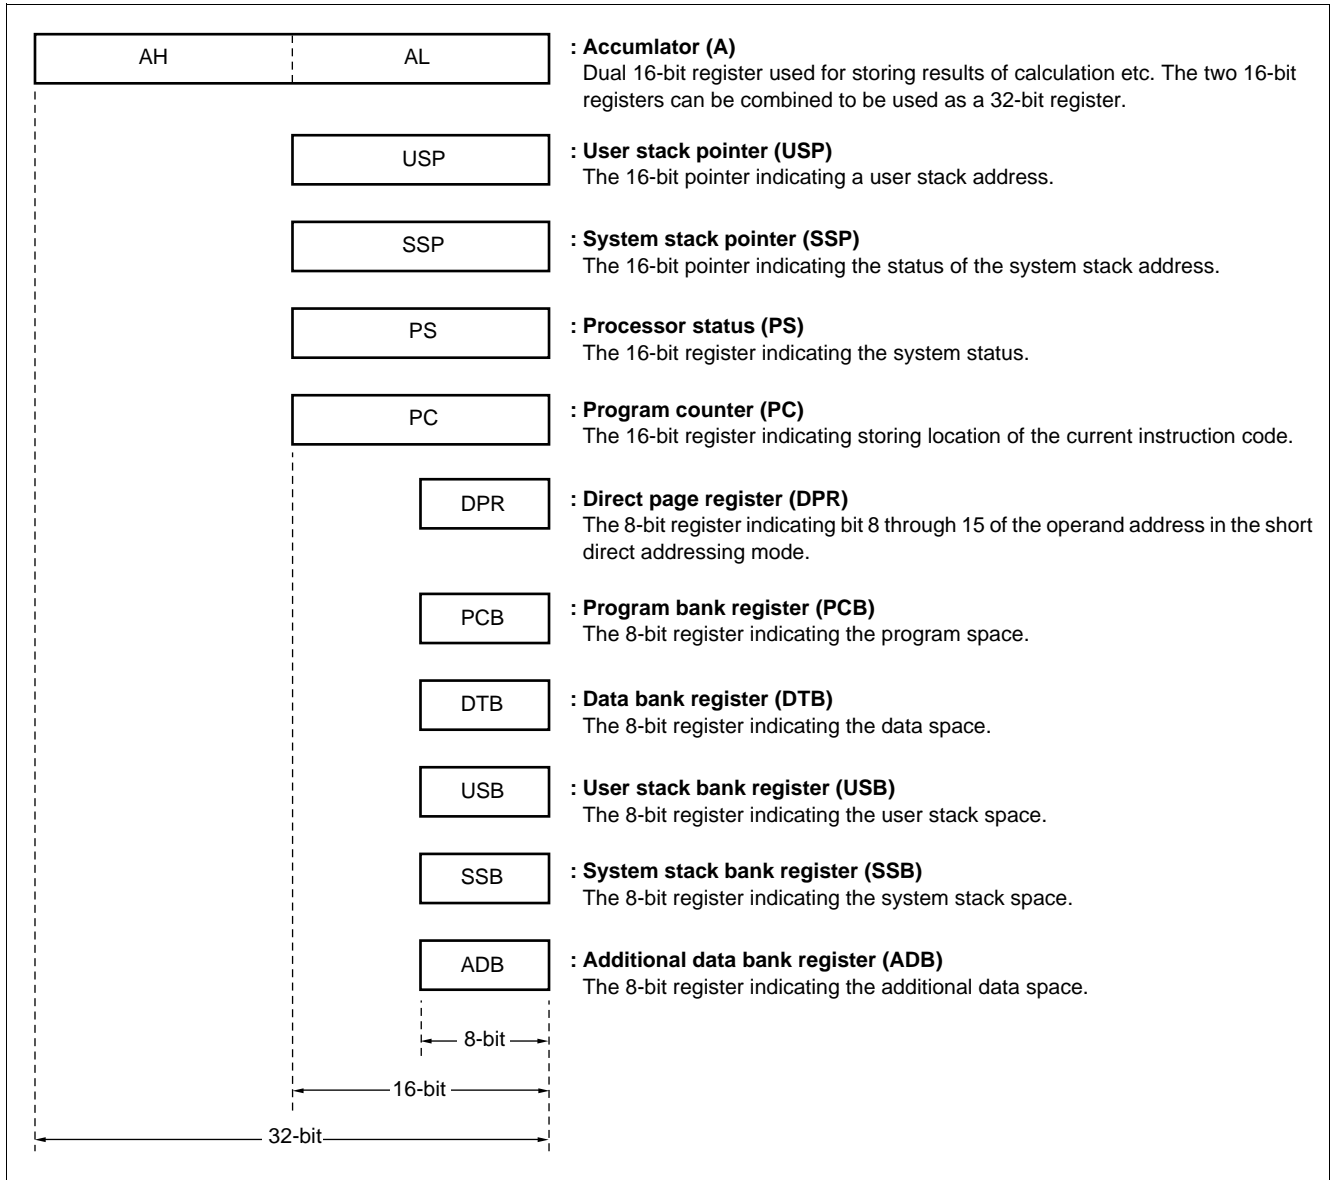 AH
AL
: Accumlator (A)
Dual 16-bit register used for storing results of calculation etc. The two 16-bit
registers can be combined to be used as a 32-bit register.
USP
: User stack pointer (USP)
The 16-bit pointer indicating a user stack address.
SSP
: System stack pointer (SSP)
The 16-bit pointer indicating the status of the system stack address.
PS
: Processor status (PS)
The 16-bit register indicating the system status.
PC
: Program counter (PC)
The 16-bit register indicating storing location of the current instruction code.
DPR
: Direct page register (DPR)
The 8-bit register indicating bit 8 through 15 of the operand address in the short
direct addressing mode.
PCB
: Program bank register (PCB)
The 8-bit register indicating the program space.
DTB
: Data bank register (DTB)
The 8-bit register indicating the data space.
USB
: User stack bank register (USB)
The 8-bit register indicating the user stack space.
SSB
: System stack bank register (SSB)
The 8-bit register indicating the system stack space.
ADB
: Additional data bank register (ADB)
The 8-bit register indicating the additional data space.
8-bit
16-bit
32-bit